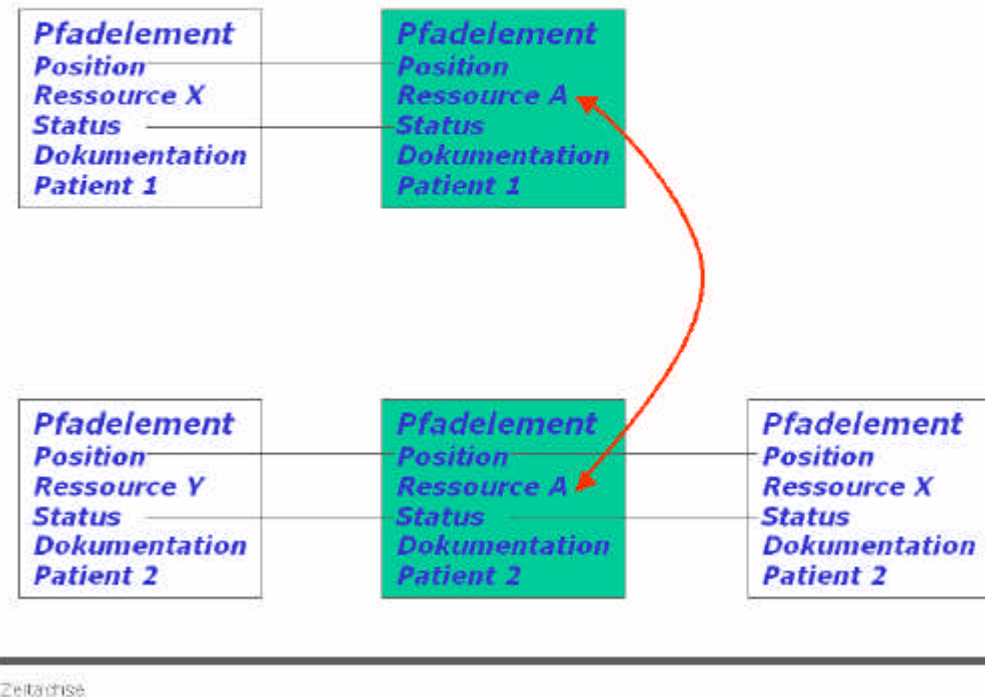 Pfadelement
Position
Ressource X
Status
Dokumentation
Patient 1
Pfadelement
Position
Ressource A
Status
Dokumentation
Patient 1
Pfadelement
Position
Ressource Y
Status
Dokumentation
Patient 2
Pfadelement
Position
Ressource A
Status
Dokumentation
Patient 2
Pfadelement
Position
Ressource X
Status
Dokumentation
Patient 2
Zeitachse